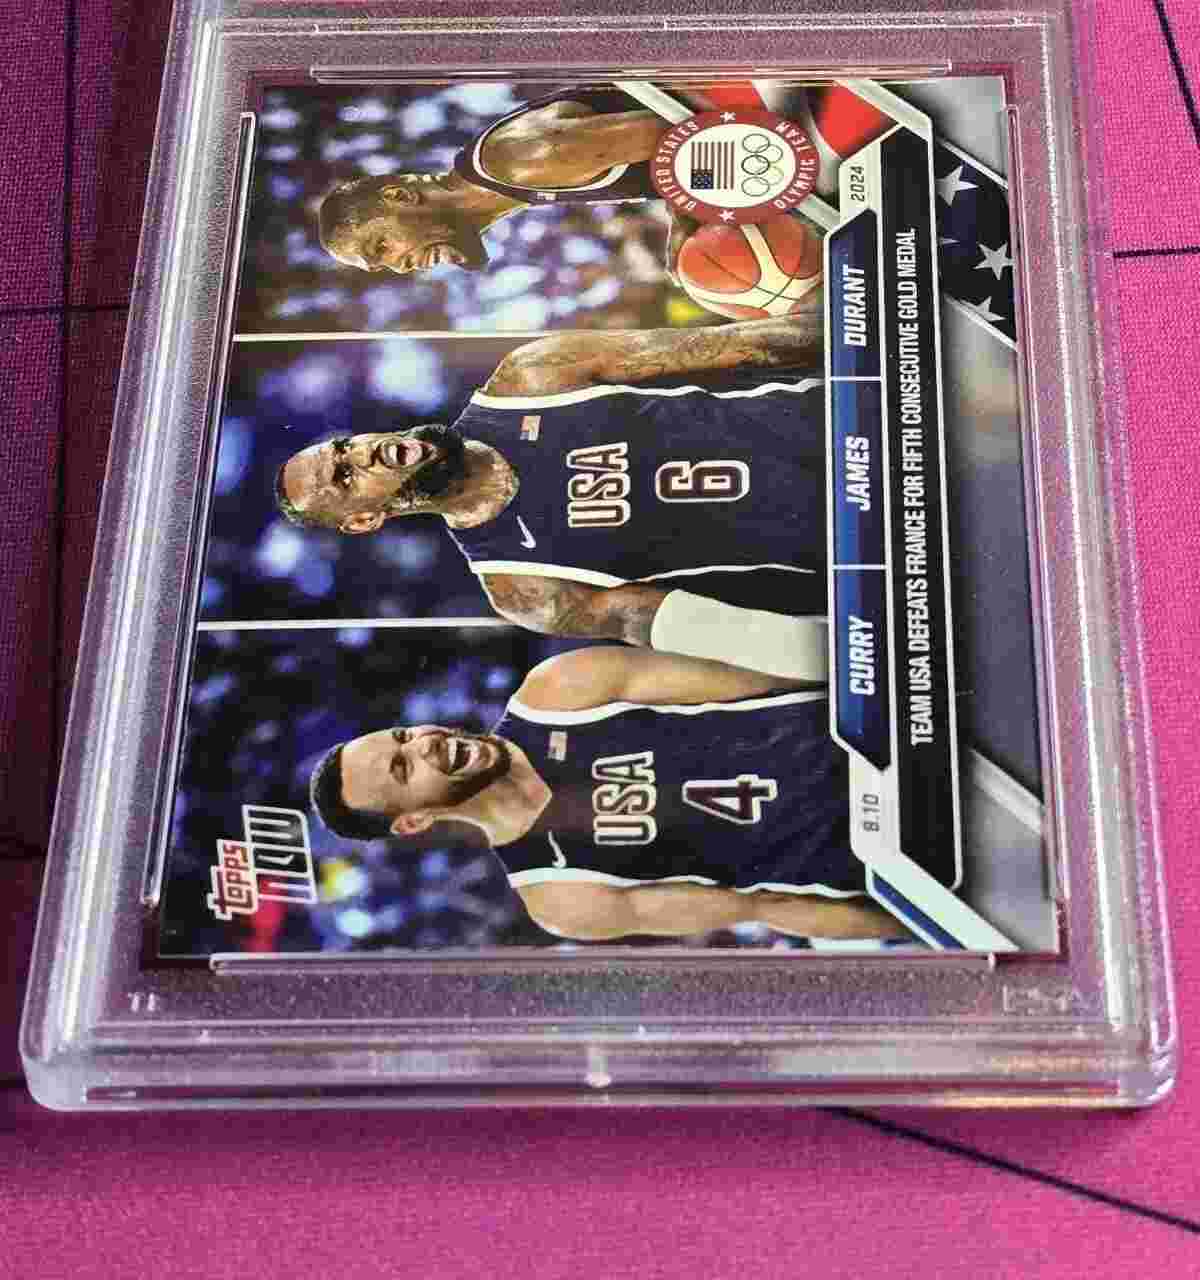 topps
NOW
USA
4
USA
6
UNITED STATES
OLYMPIC TEAM
8.10
CURRY
JAMES
DURANT
2024
TEAM USA DEFEATS FRANCE FOR FIFTH CONSECUTIVE GOLD MEDAL
PSA